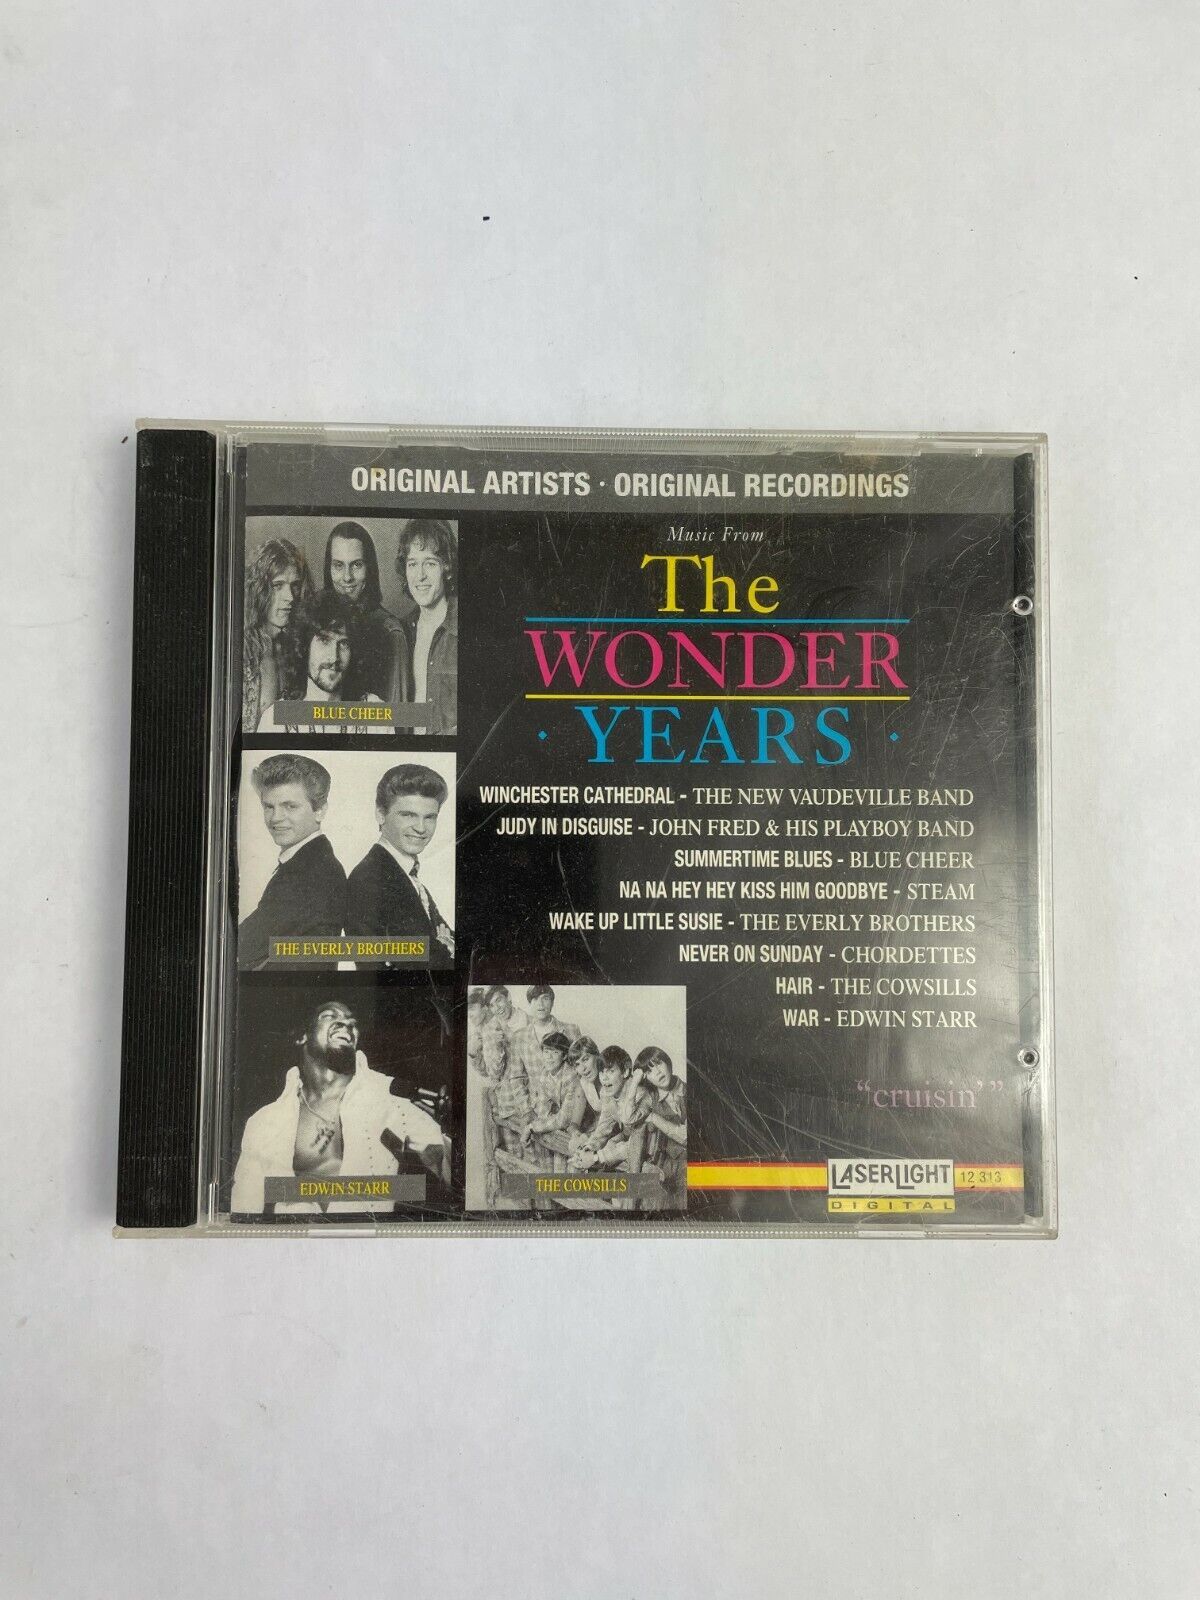 ORIGINAL ARTISTS · ORIGINAL RECORDINGS
Music From
The
WONDER
· YEARS ·
WINCHESTER CATHEDRAL - THE NEW VAUDEVILLE BAND
JUDY IN DISGUISE - JOHN FRED & HIS PLAYBOY BAND
SUMMERTIME BLUES - BLUE CHEER
NA NA HEY HEY KISS HIM GOODBYE - STEAM
WAKE UP LITTLE SUSIE - THE EVERLY BROTHERS
NEVER ON SUNDAY - CHORDETTES
HAIR - THE COWSILLS
WAR - EDWIN STARR
"cruisin'"
BLUE CHEER
THE EVERLY BROTHERS
EDWIN STARR
THE COWSILLS
LASERLIGHT
DIGITAL
12 313